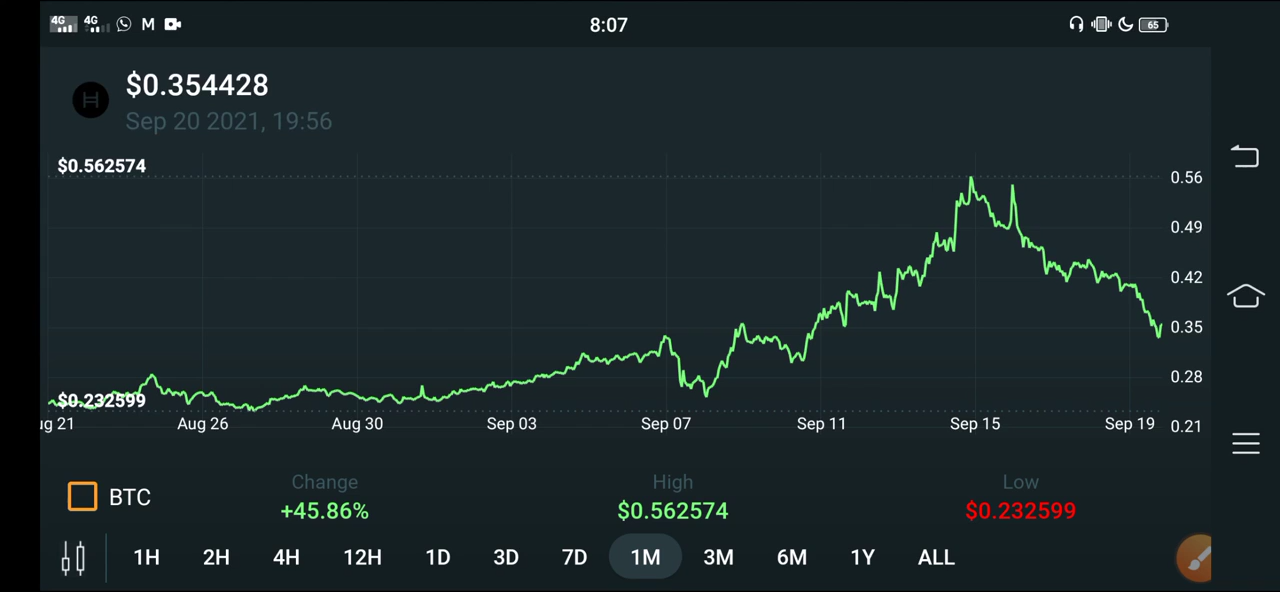 4G 4G M 8:07 65
$0.354428
Sep 20 2021, 19:56
$0.562574
0.56
0.49
0.42
0.35
0.28
$0.232599
ug 21 Aug 26 Aug 30 Sep 03 Sep 07 Sep 11 Sep 15 Sep 19 0.21
Change High Low
BTC +45.86% $0.562574 $0.232599
1H 2H 4H 12H 1D 3D 7D 1M 3M 6M 1Y ALL